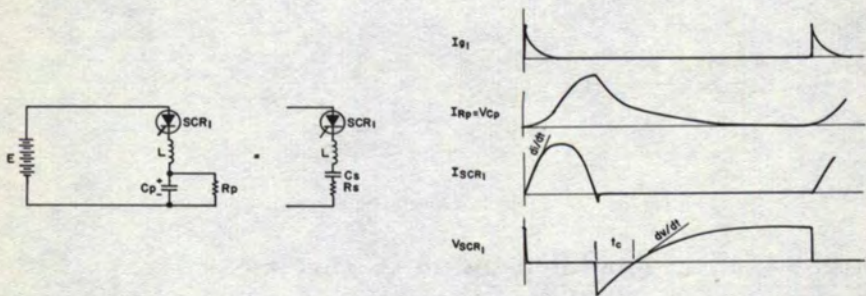 E
SCR1
L
Cp
+
-
Rp
=
SCR1
L
Cs
Rs
Ig1
IRp=VCp
di/dt
ISCR1
tc
dv/dt
VSCR1